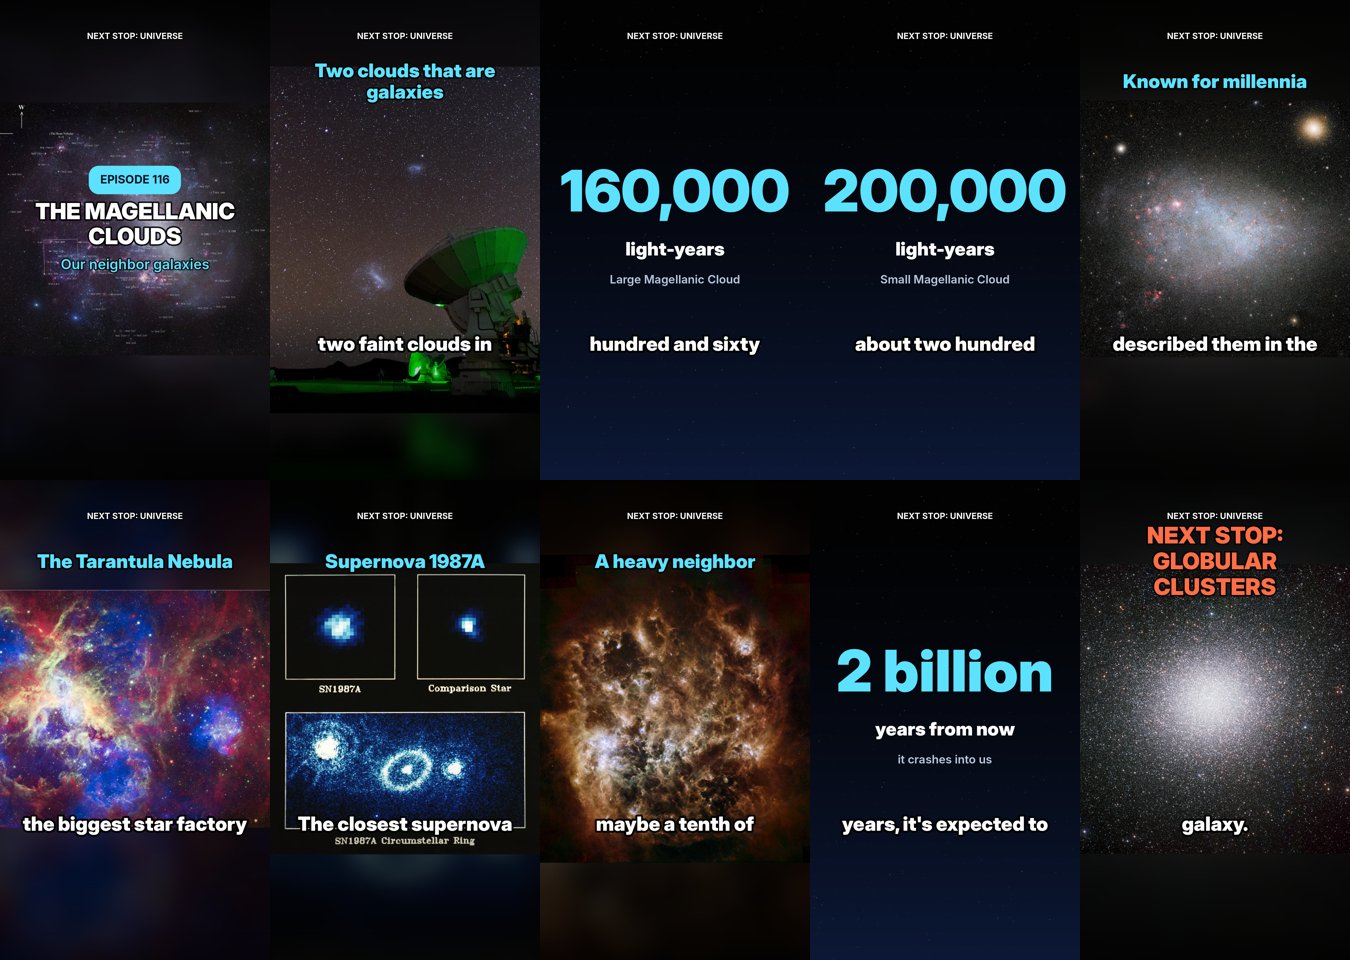 NEXT STOP: UNIVERSE
W
EPISODE 116
THE MAGELLANIC
CLOUDS
Our neighbor galaxies
NEXT STOP: UNIVERSE
Two clouds that are
galaxies
two faint clouds in
NEXT STOP: UNIVERSE
160,000
light-years
Large Magellanic Cloud
hundred and sixty
NEXT STOP: UNIVERSE
200,000
light-years
Small Magellanic Cloud
about two hundred
NEXT STOP: UNIVERSE
Known for millennia
described them in the
NEXT STOP: UNIVERSE
The Tarantula Nebula
the biggest star factory
NEXT STOP: UNIVERSE
Supernova 1987A
SN1987A
Comparison Star
The closest supernova
SN1987A Circumstellar Ring
NEXT STOP: UNIVERSE
A heavy neighbor
maybe a tenth of
NEXT STOP: UNIVERSE
2 billion
years from now
it crashes into us
years, it's expected to
NEXT STOP: UNIVERSE
NEXT STOP:
GLOBULAR
CLUSTERS
galaxy.